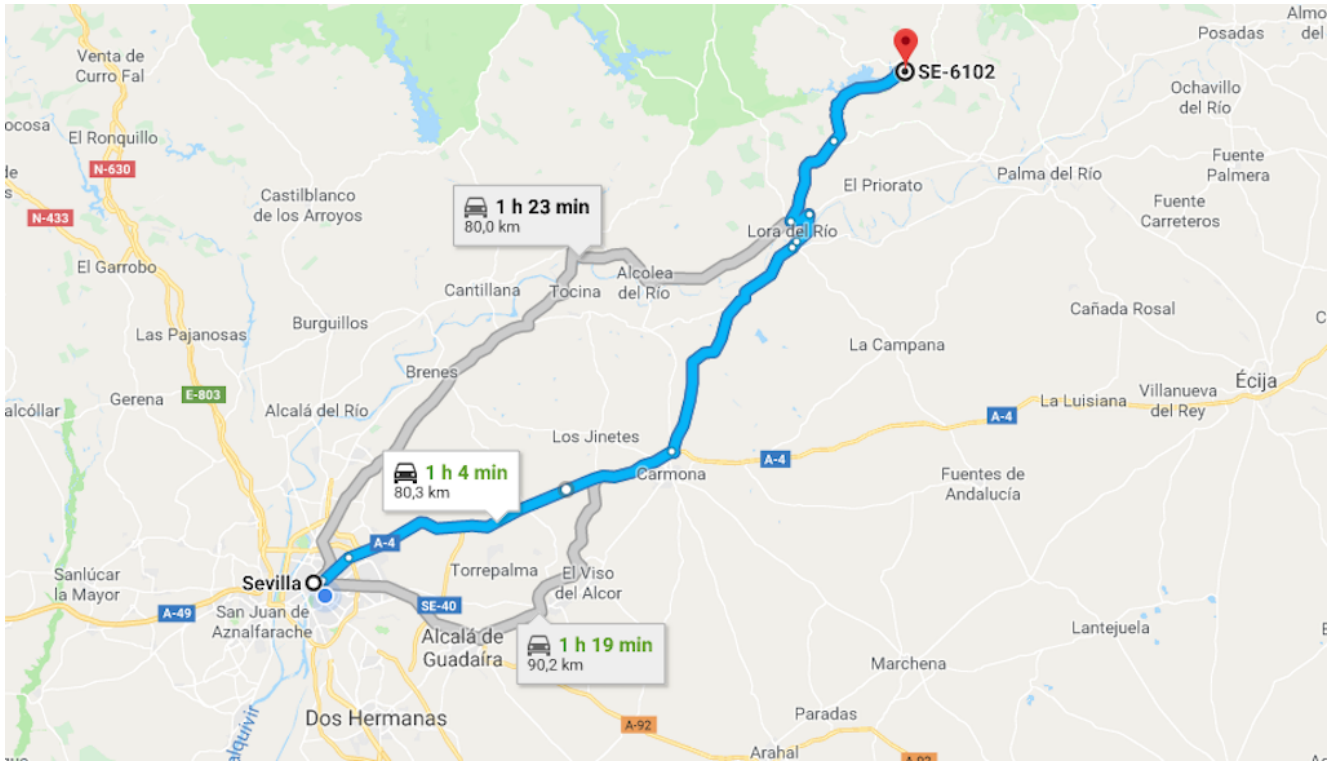 Almo
del
Posadas
Venta de
Curro Fal
SE-6102
Ochavillo
del Río
ocosa
El Ronquillo
N-630
Fuente
Palmera
le
s
Palma del Río
El Priorato
Castilblanco
de los Arroyos
1 h 23 min
80,0 km
Fuente
Carreteros
N-433
Lora del Río
El Garrobo
Alcolea
del Río
Cantillana
Tocina
Cañada Rosal
C
Burguillos
Las Pajanosas
La Campana
Brenes
Écija
Villanueva
del Rey
La Luisiana
E-803
Gerena
alcóllar
Alcalá del Río
A-4
Los Jinetes
A-4
1 h 4 min
80,3 km
Carmona
Fuentes de
Andalucía
A-4
Sanlúcar
la Mayor
Sevilla
Torrepalma
El Viso
del Alcor
A-49
San Juan de
Aznalfarache
SE-40
Alcalá de
Guadaíra
1 h 19 min
90,2 km
Lantejuela
E
Marchena
Dos Hermanas
alquivir
A-92
Paradas
Arahal
A-92